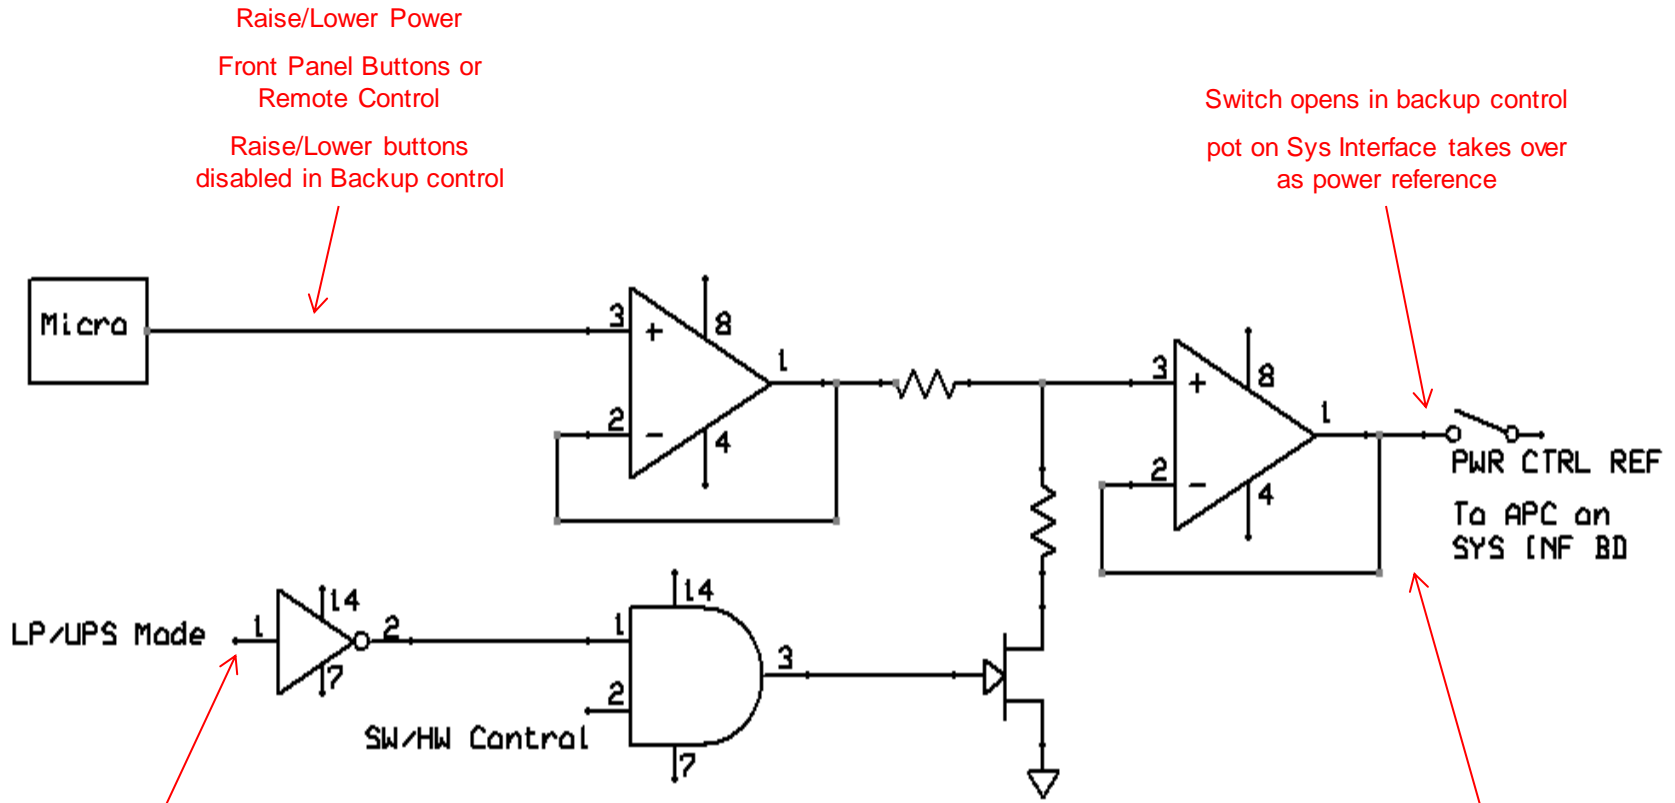 Raise/Lower Power
Front Panel Buttons or
Remote Control
Raise/Lower buttons
disabled in Backup control
Switch opens in backup control
pot on Sys Interface takes over
as power reference
Micro
3
+
8
1
2
-
4
3
+
8
1
2
-
4
PWR CTRL REF
To APC on
SYS INF BD
LP/UPS Mode
1
14
2
7
14
1
3
2
7
SW/HW Control